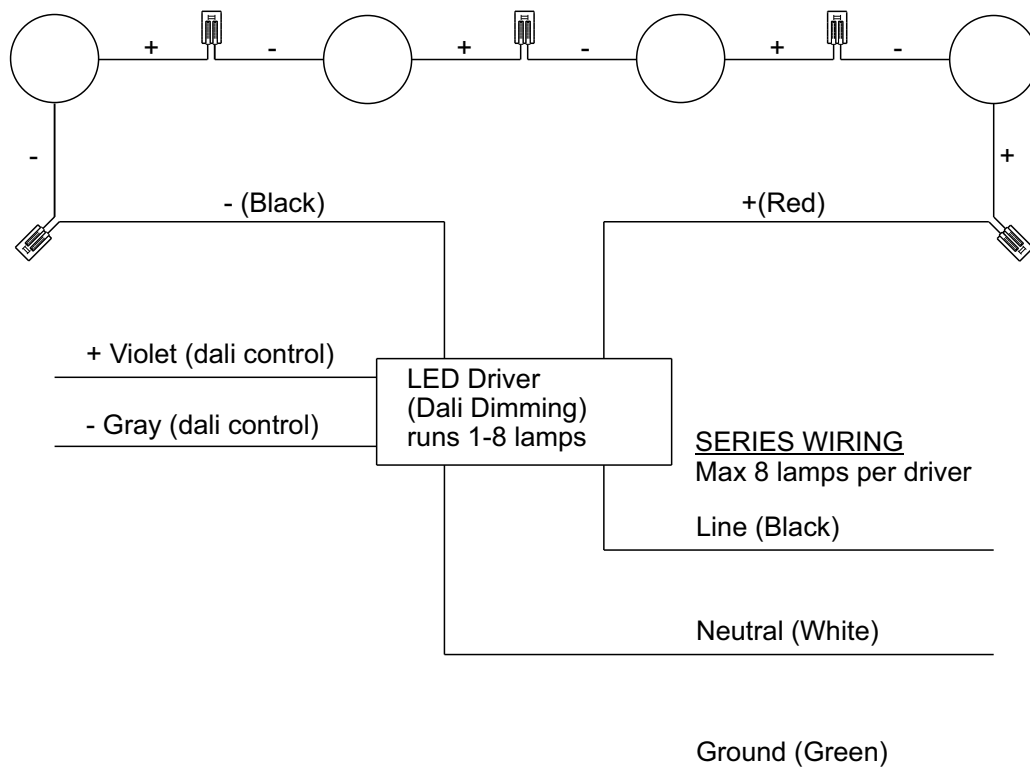 + - + - + -
- +
- (Black) +(Red)
+ Violet (dali control)
- Gray (dali control)
LED Driver
(Dali Dimming)
runs 1-8 lamps
SERIES WIRING
Max 8 lamps per driver
Line (Black)
Neutral (White)
Ground (Green)